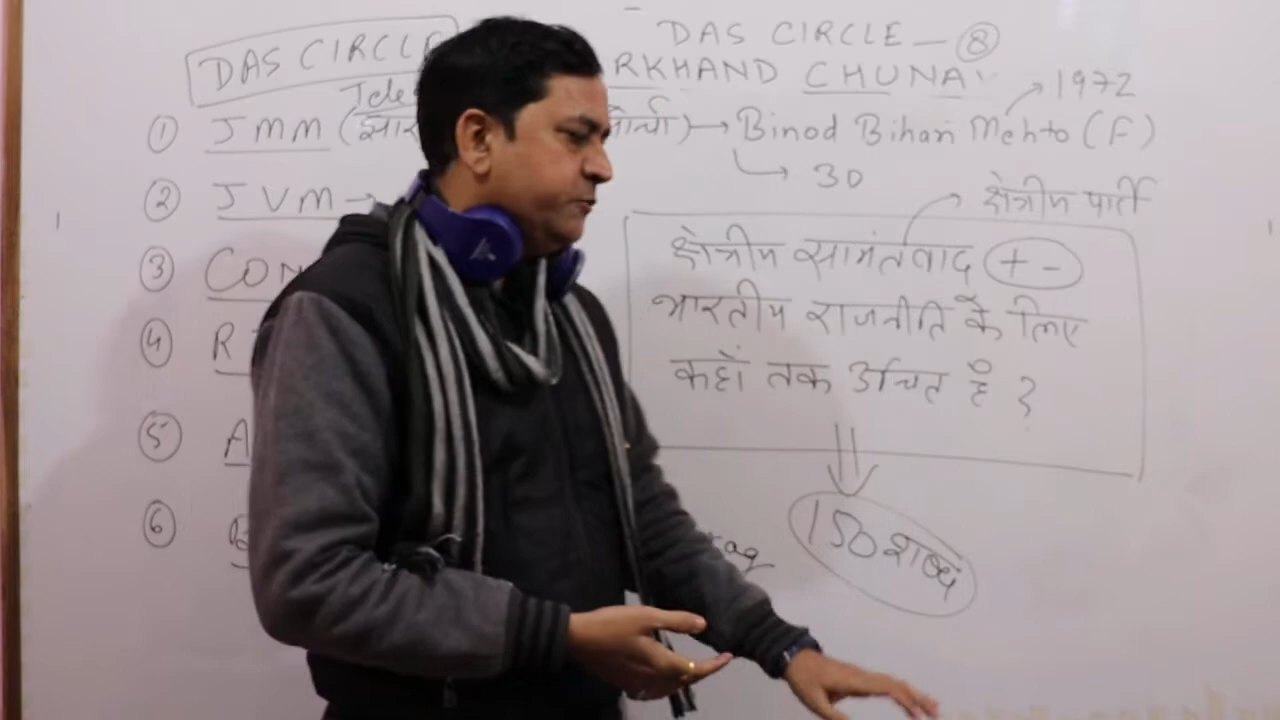 DAS CIRCLE
DAS CIRCLE — 8
RKHAND CHUNAV
Tele
1972
1 JMM ( मोर्चा) → Binod Bihari Mehto (F)
→ 30
2 JVM →
3 CON
4 R
5 A
6
→ क्षेत्रीय पार्टी
क्षेत्रीय सामंतवाद + -
भारतीय राजनीति के लिए
कहाँ तक उचित है ?
150 शब्द